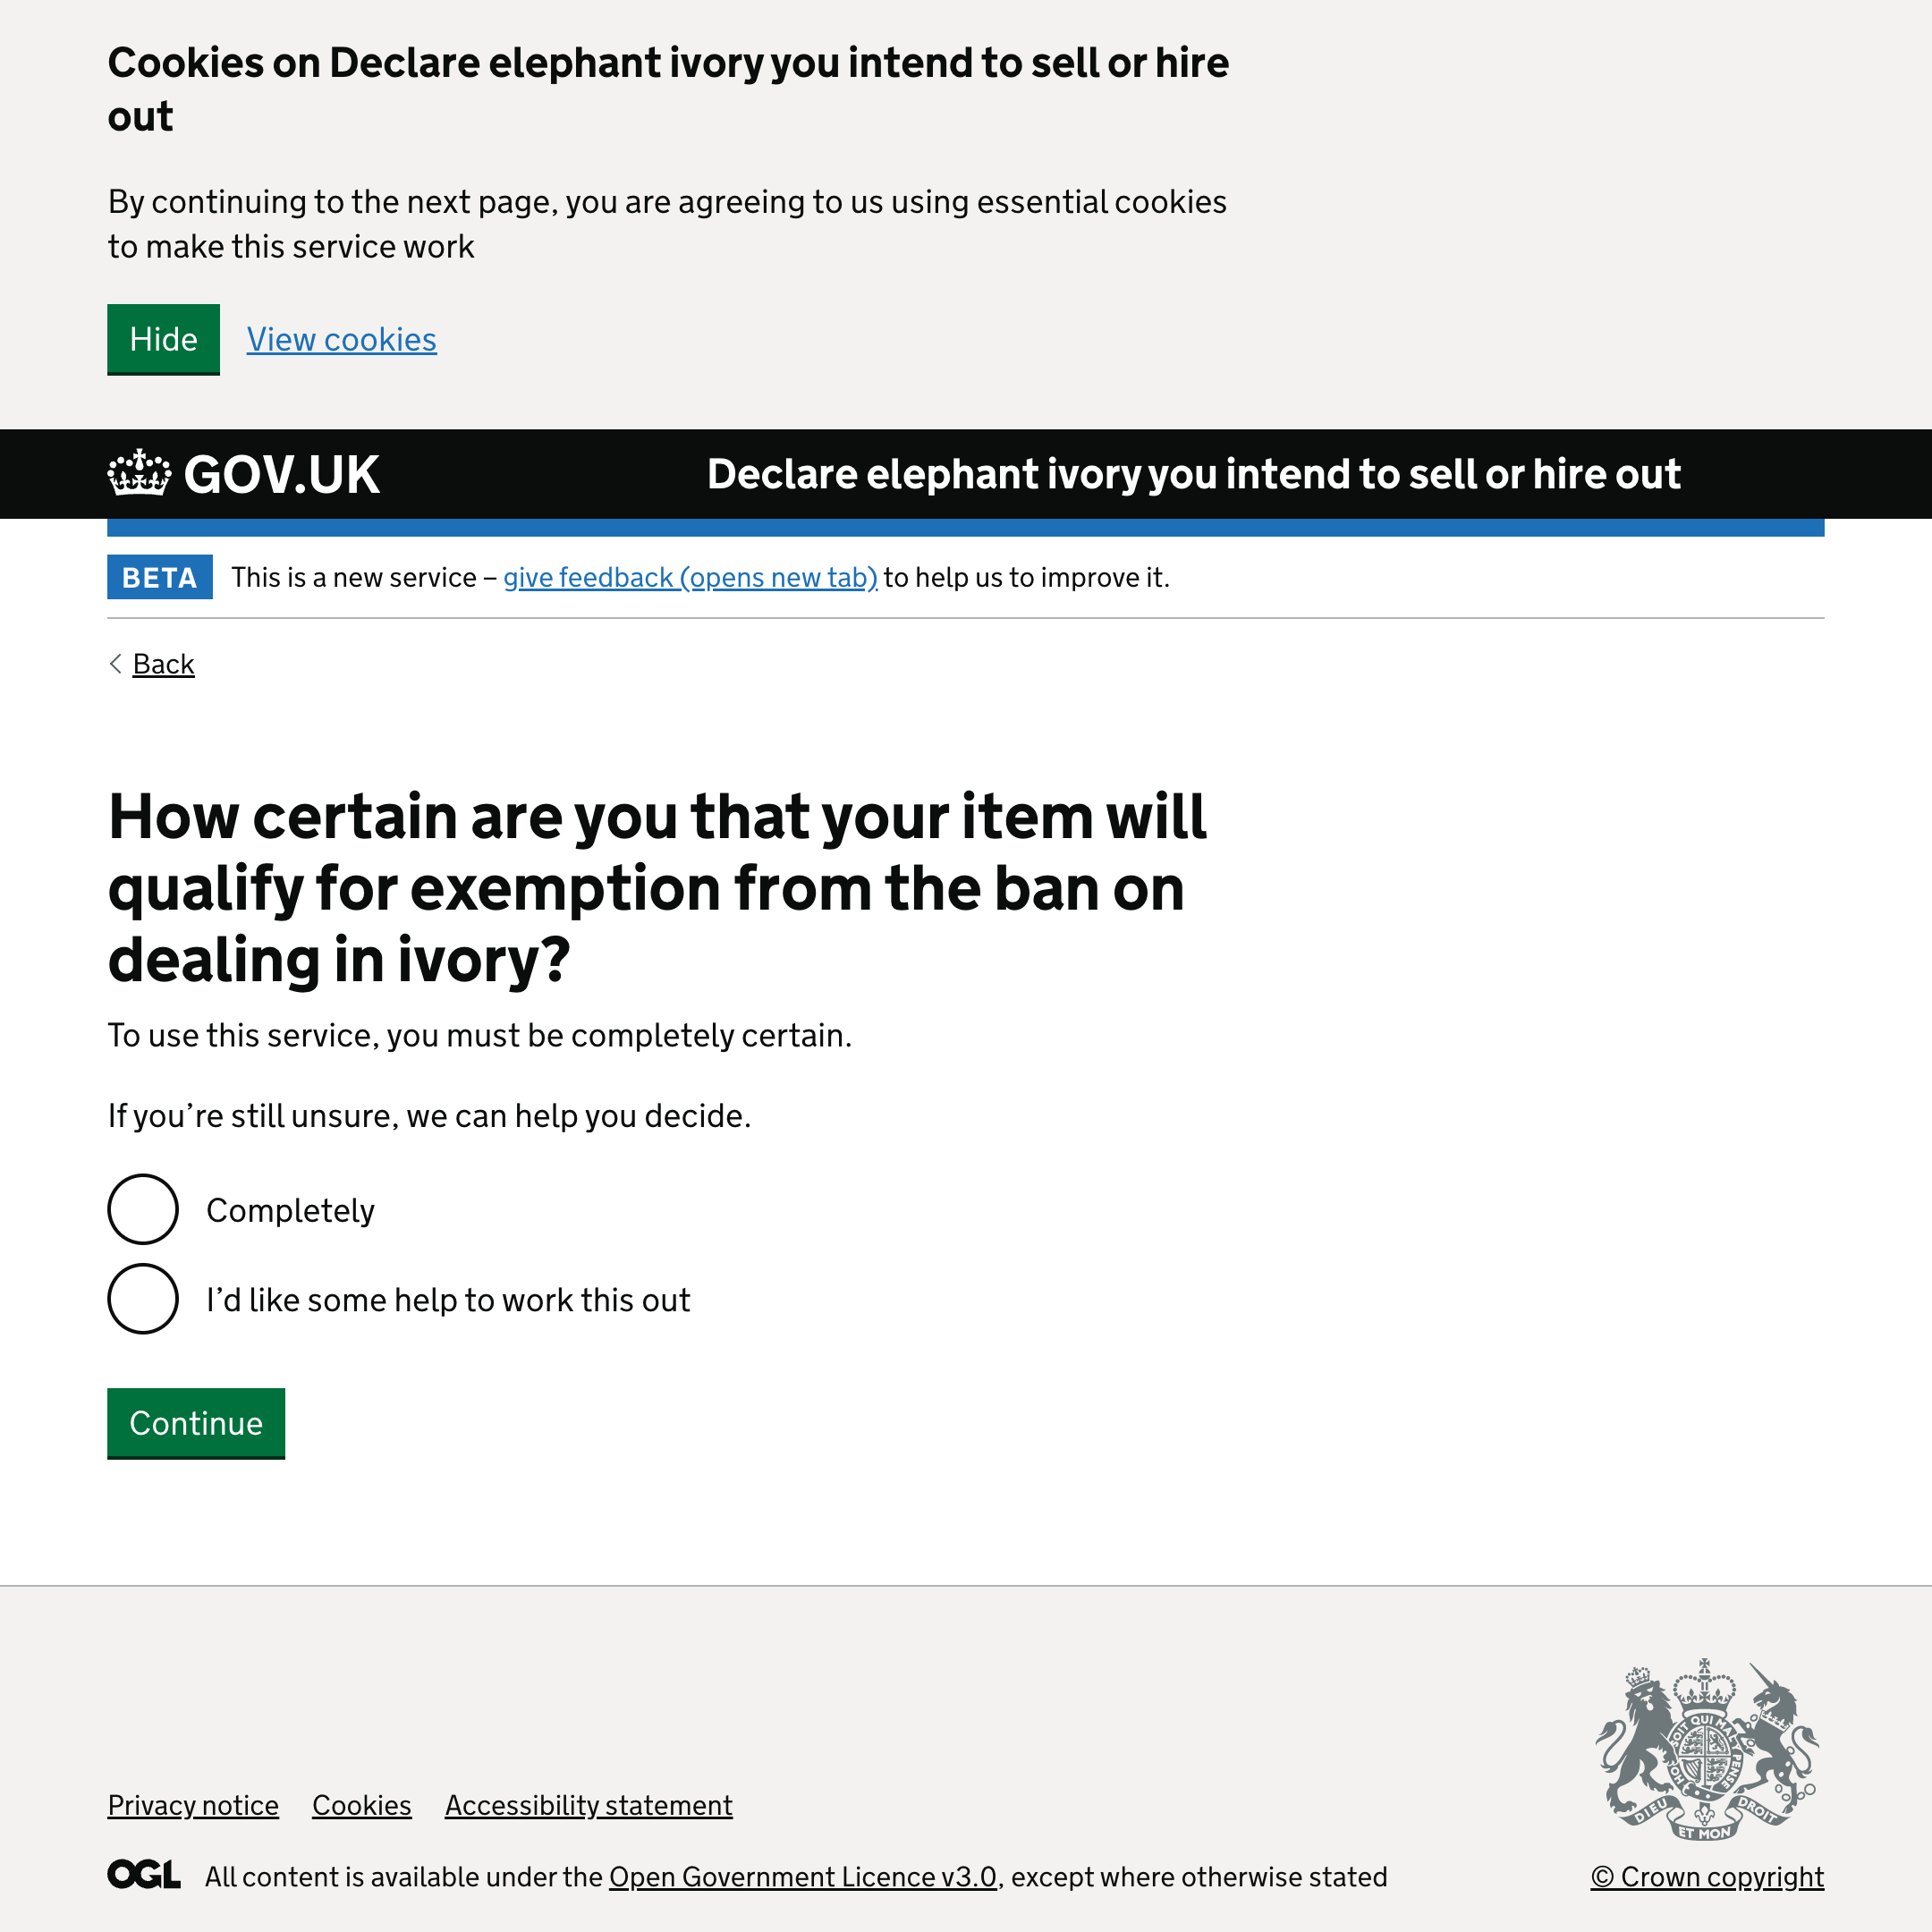 Cookies on Declare elephant ivory you intend to sell or hire
out
By continuing to the next page, you are agreeing to us using essential cookies
to make this service work
Hide View cookies
GOV.UK Declare elephant ivory you intend to sell or hire out
BETA This is a new service – give feedback (opens new tab) to help us to improve it.
Back
How certain are you that your item will
qualify for exemption from the ban on
dealing in ivory?
To use this service, you must be completely certain.
If you’re still unsure, we can help you decide.
Completely
I’d like some help to work this out
Continue
OIT QUI MAL Y PENSE
HON
DIEU ET MON DROIT
Privacy notice Cookies Accessibility statement
OGL All content is available under the Open Government Licence v3.0, except where otherwise stated
© Crown copyright